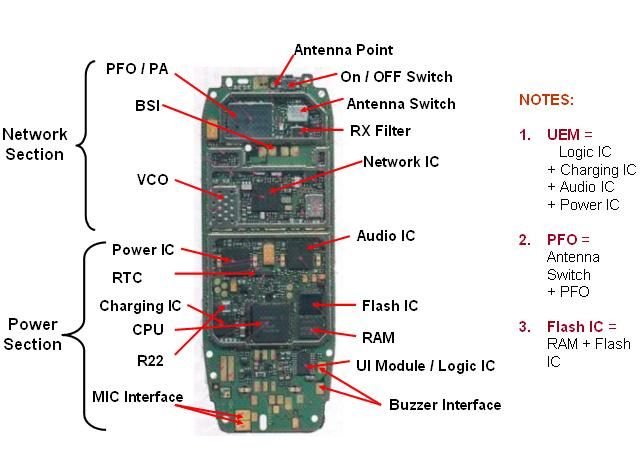 Antenna Point
PFO / PA
On / OFF Switch
BSI
Antenna Switch
RX Filter
Network
Section
Network IC
VCO
Audio IC
Power IC
RTC
Charging IC
Flash IC
Power
Section
CPU
RAM
R22
UI Module / Logic IC
MIC Interface
Buzzer Interface
NOTES:
1. UEM =
Logic IC
+ Charging IC
+ Audio IC
+ Power IC
2. PFO =
Antenna
Switch
+ PFO
3. Flash IC =
RAM + Flash
IC